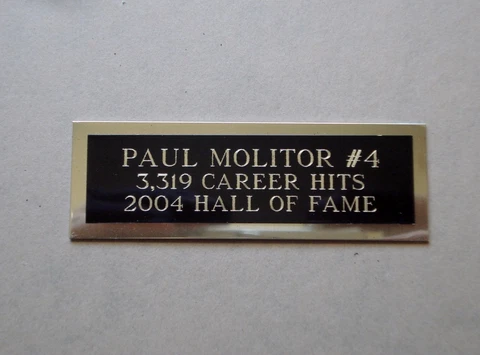 PAUL MOLITOR #4
3,319 CAREER HITS
2004 HALL OF FAME